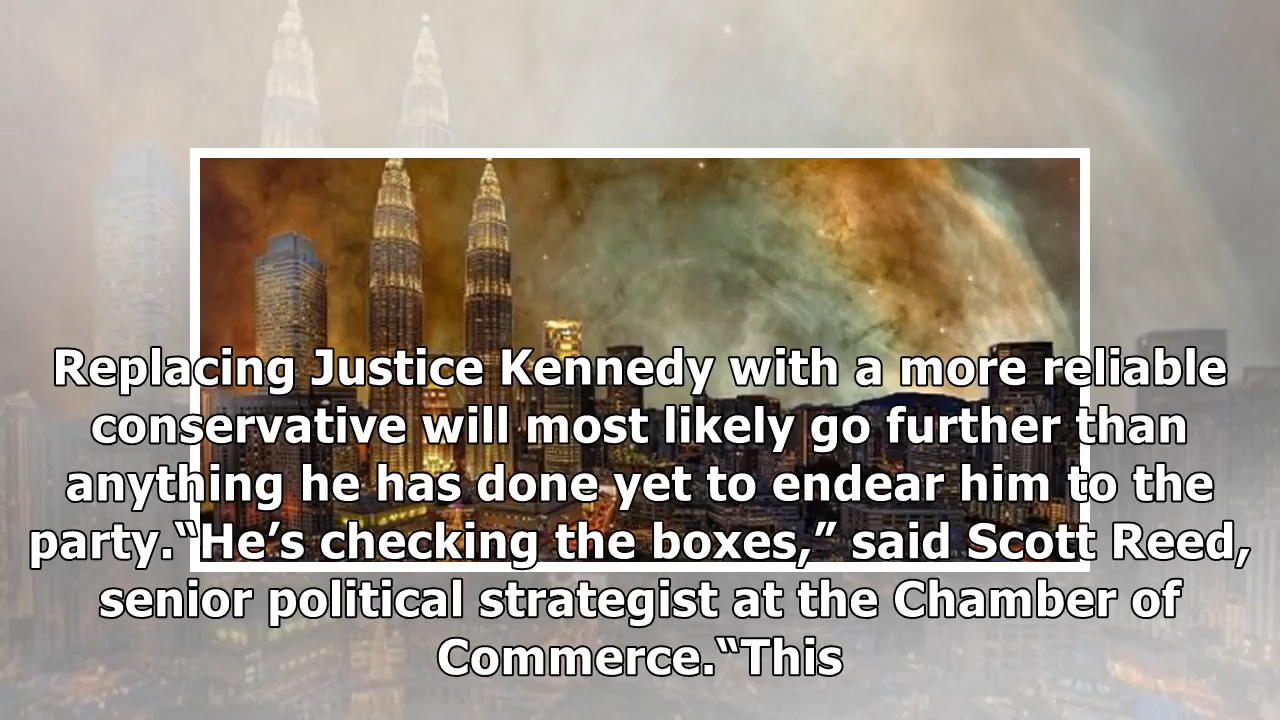 Replacing Justice Kennedy with a more reliable
conservative will most likely go further than
anything he has done yet to endear him to the
party.“He’s checking the boxes,” said Scott Reed,
senior political strategist at the Chamber of
Commerce.“This